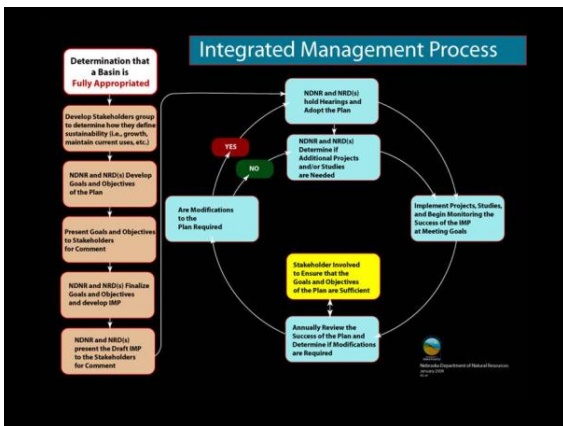 Integrated Management Process
Determination that
a Basin is
Fully Appropriated
Develop Stakeholders group
to determine how they define
sustainability (i.e., growth,
maintain current uses, etc.)
NDNR and NRD(s) Develop
Goals and Objectives
of the Plan
Present Goals and Objectives
to Stakeholders
for Comment
NDNR and NRD(s) Finalize
Goals and Objectives
and develop IMP
NDNR and NRD(s)
present the Draft IMP
to the Stakeholders
for Comment
NDNR and NRD(s)
hold Hearings and
Adopt the Plan
YES
NDNR and NRD(s)
Determine if
Additional Projects
and/or Studies
are Needed
NO
Are Modifications
to the
Plan Required
Implement Projects, Studies,
and Begin Monitoring the
Success of the IMP
at Meeting Goals
Stakeholder Involved
to Ensure that the
Goals and Objectives
of the Plan are Sufficient
Annually Review the
Success of the Plan and
Determine if Modifications
are Required
Nebraska Department of Natural Resources